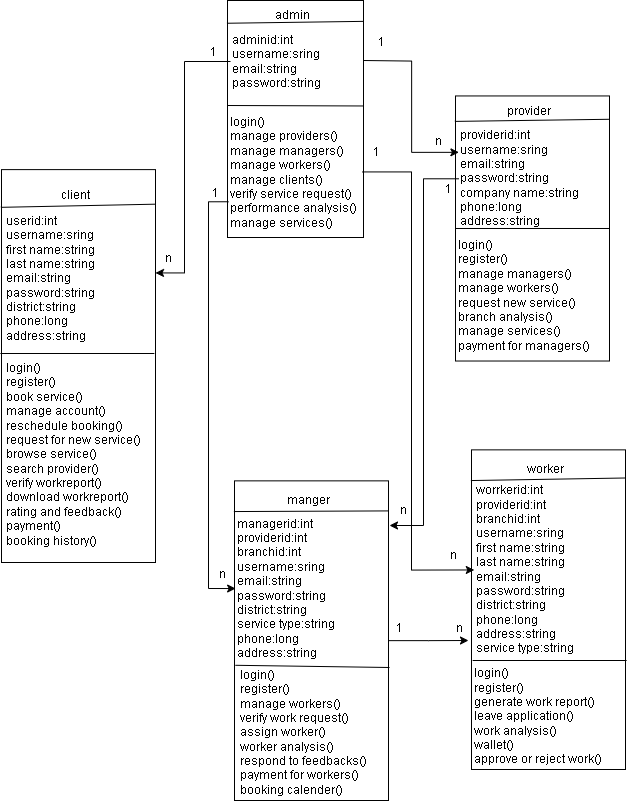 admin
adminid:int
username:sring
email:string
password:string
login()
manage providers()
manage managers()
manage workers()
manage clients()
verify service request()
performance analysis()
manage services()
1
1
1
1
n
provider
providerid:int
username:sring
email:string
password:string
company name:string
phone:long
address:string
login()
register()
manage managers()
manage workers()
request new service()
branch analysis()
manage services()
payment for managers()
1
n
client
userid:int
username:sring
first name:string
last name:string
email:string
password:string
district:string
phone:long
address:string
login()
register()
book service()
manage account()
reschedule booking()
request for new service()
browse service()
search provider()
verify workreport()
download workreport()
rating and feedback()
payment()
booking history()
n
n
manger
managerid:int
providerid:int
branchid:int
username:sring
email:string
password:string
district:string
service type:string
phone:long
address:string
login()
register()
manage workers()
verify work request()
assign worker()
worker analysis()
respond to feedbacks()
payment for workers()
booking calender()
n
1
n
worker
worrkerid:int
providerid:int
branchid:int
username:sring
first name:string
last name:string
email:string
password:string
district:string
phone:long
address:string
service type:string
login()
register()
generate work report()
leave application()
work analysis()
wallet()
approve or reject work()